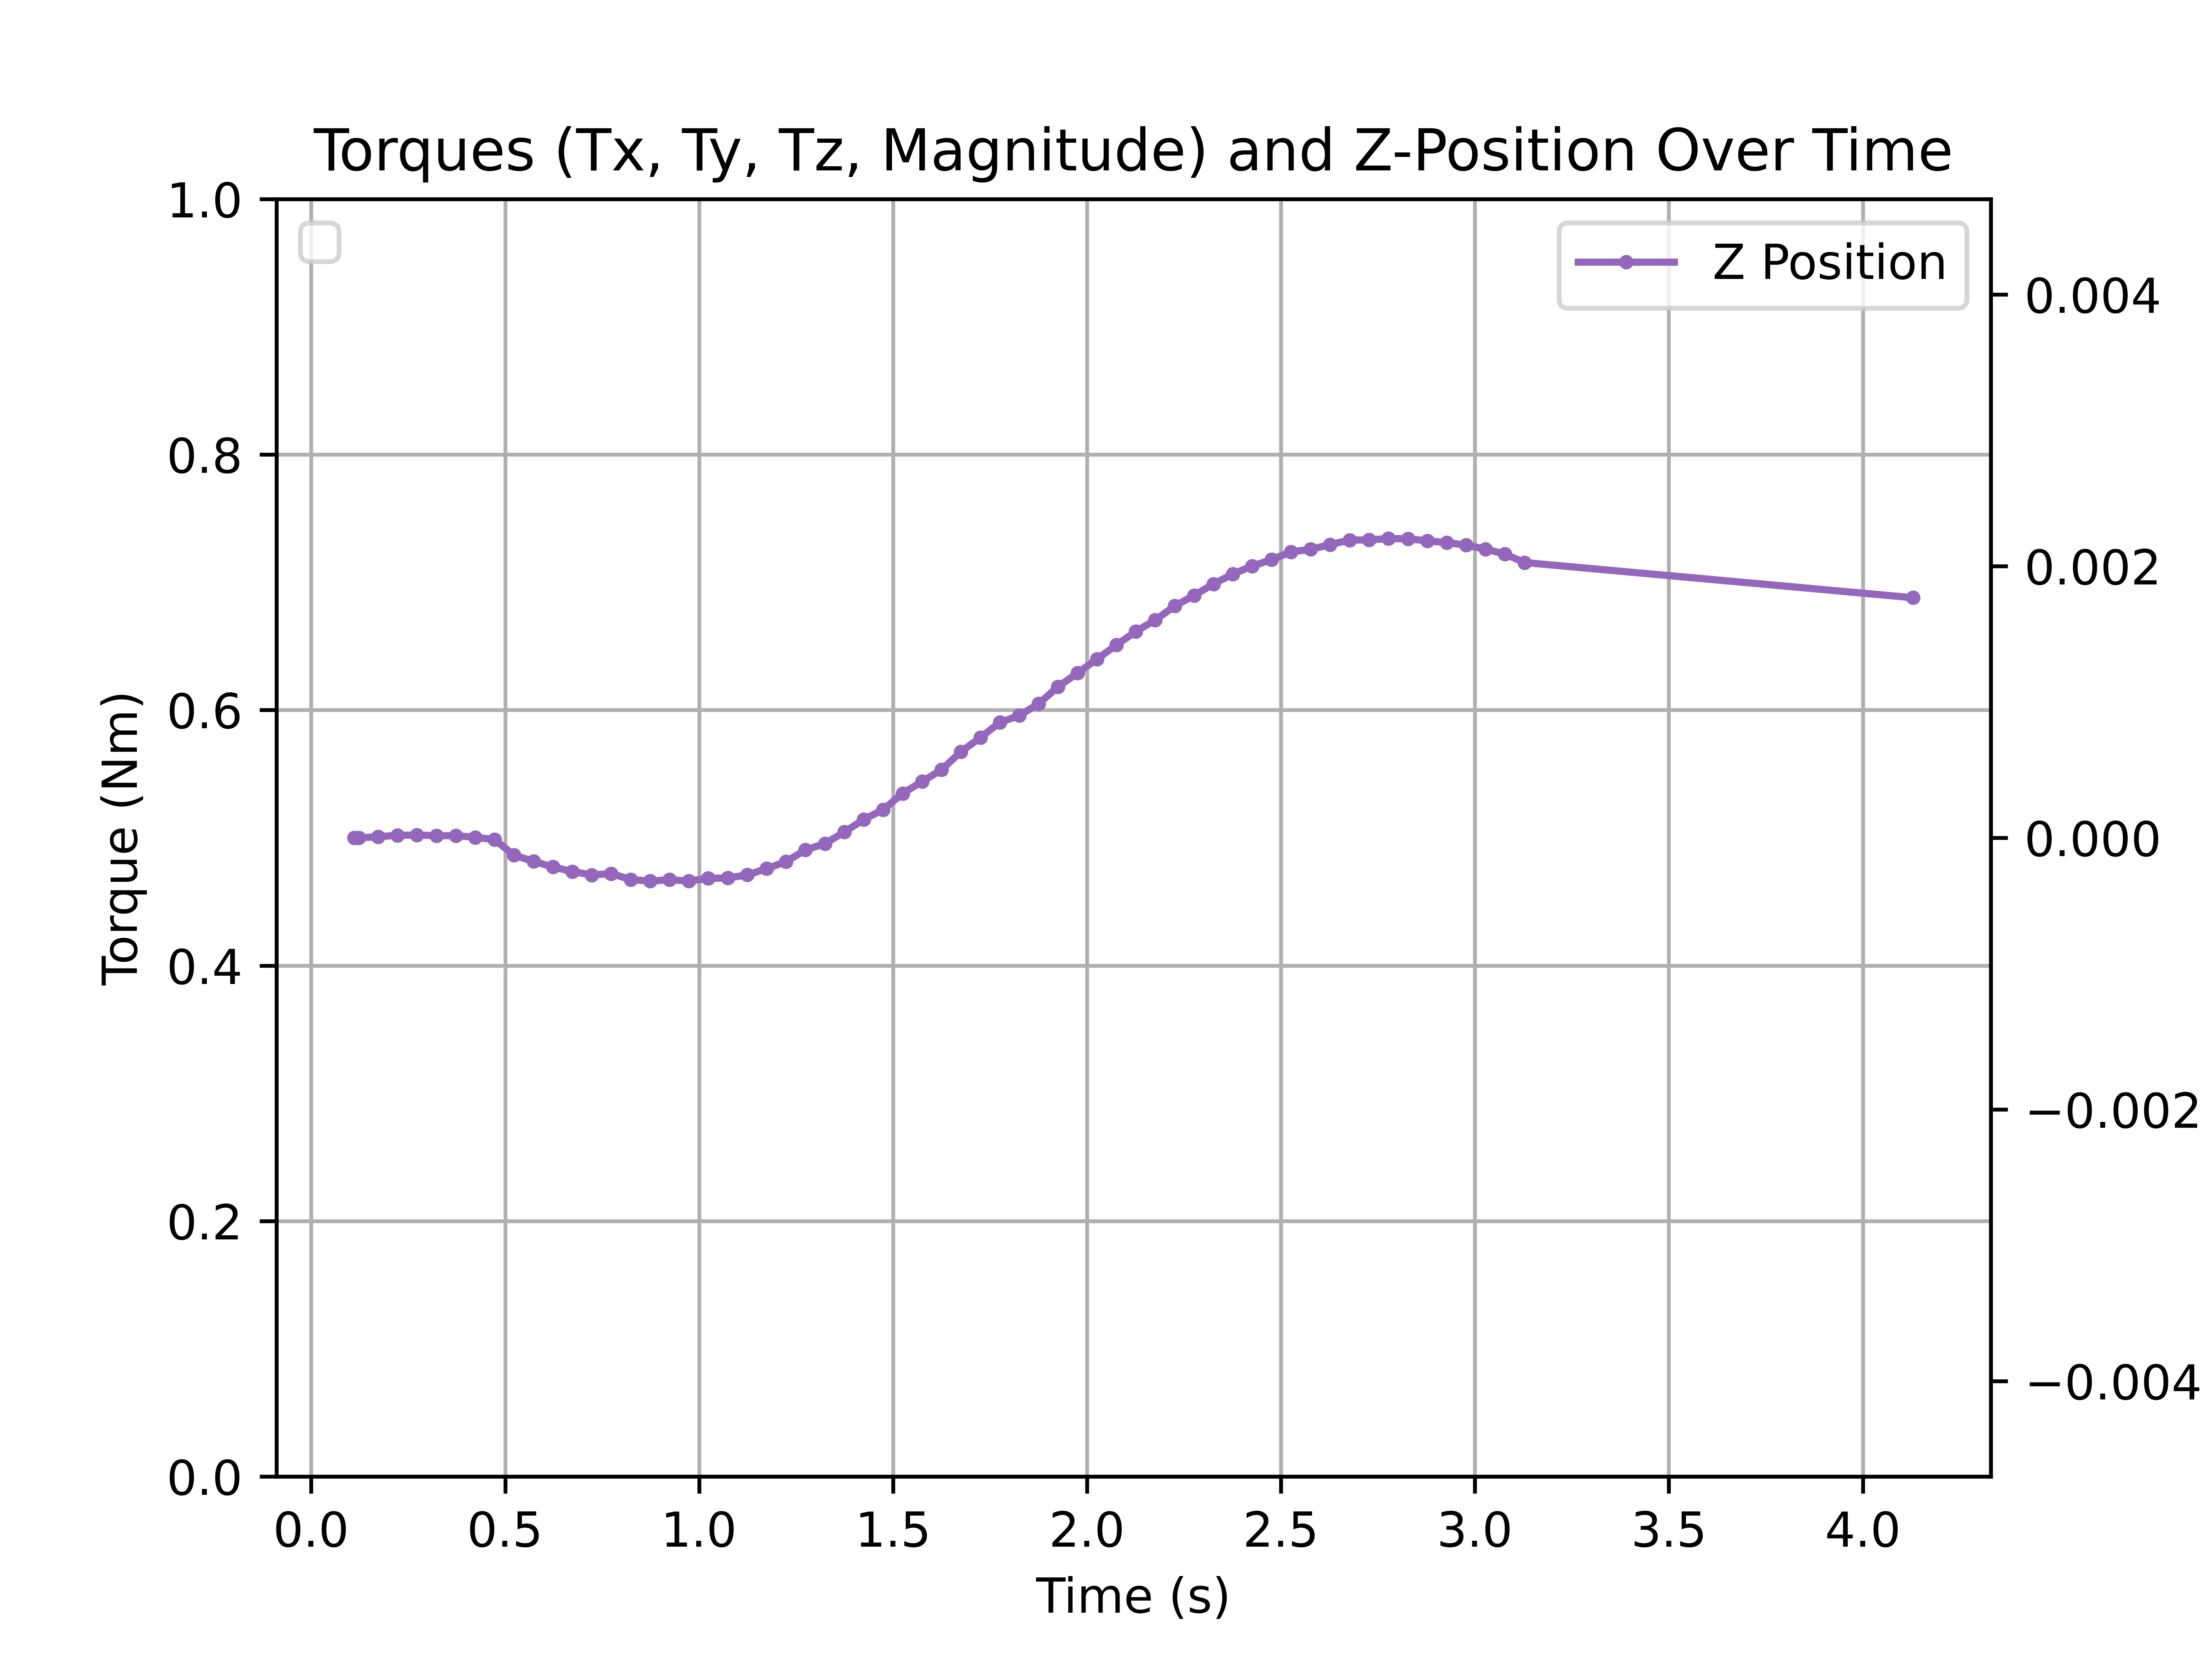 Torques (Tx, Ty, Tz, Magnitude) and Z-Position Over Time
Z Position
1.0
0.8
0.6
0.4
0.2
0.0
Torque (Nm)
0.004
0.002
0.000
−0.002
−0.004
0.0 0.5 1.0 1.5 2.0 2.5 3.0 3.5 4.0
Time (s)